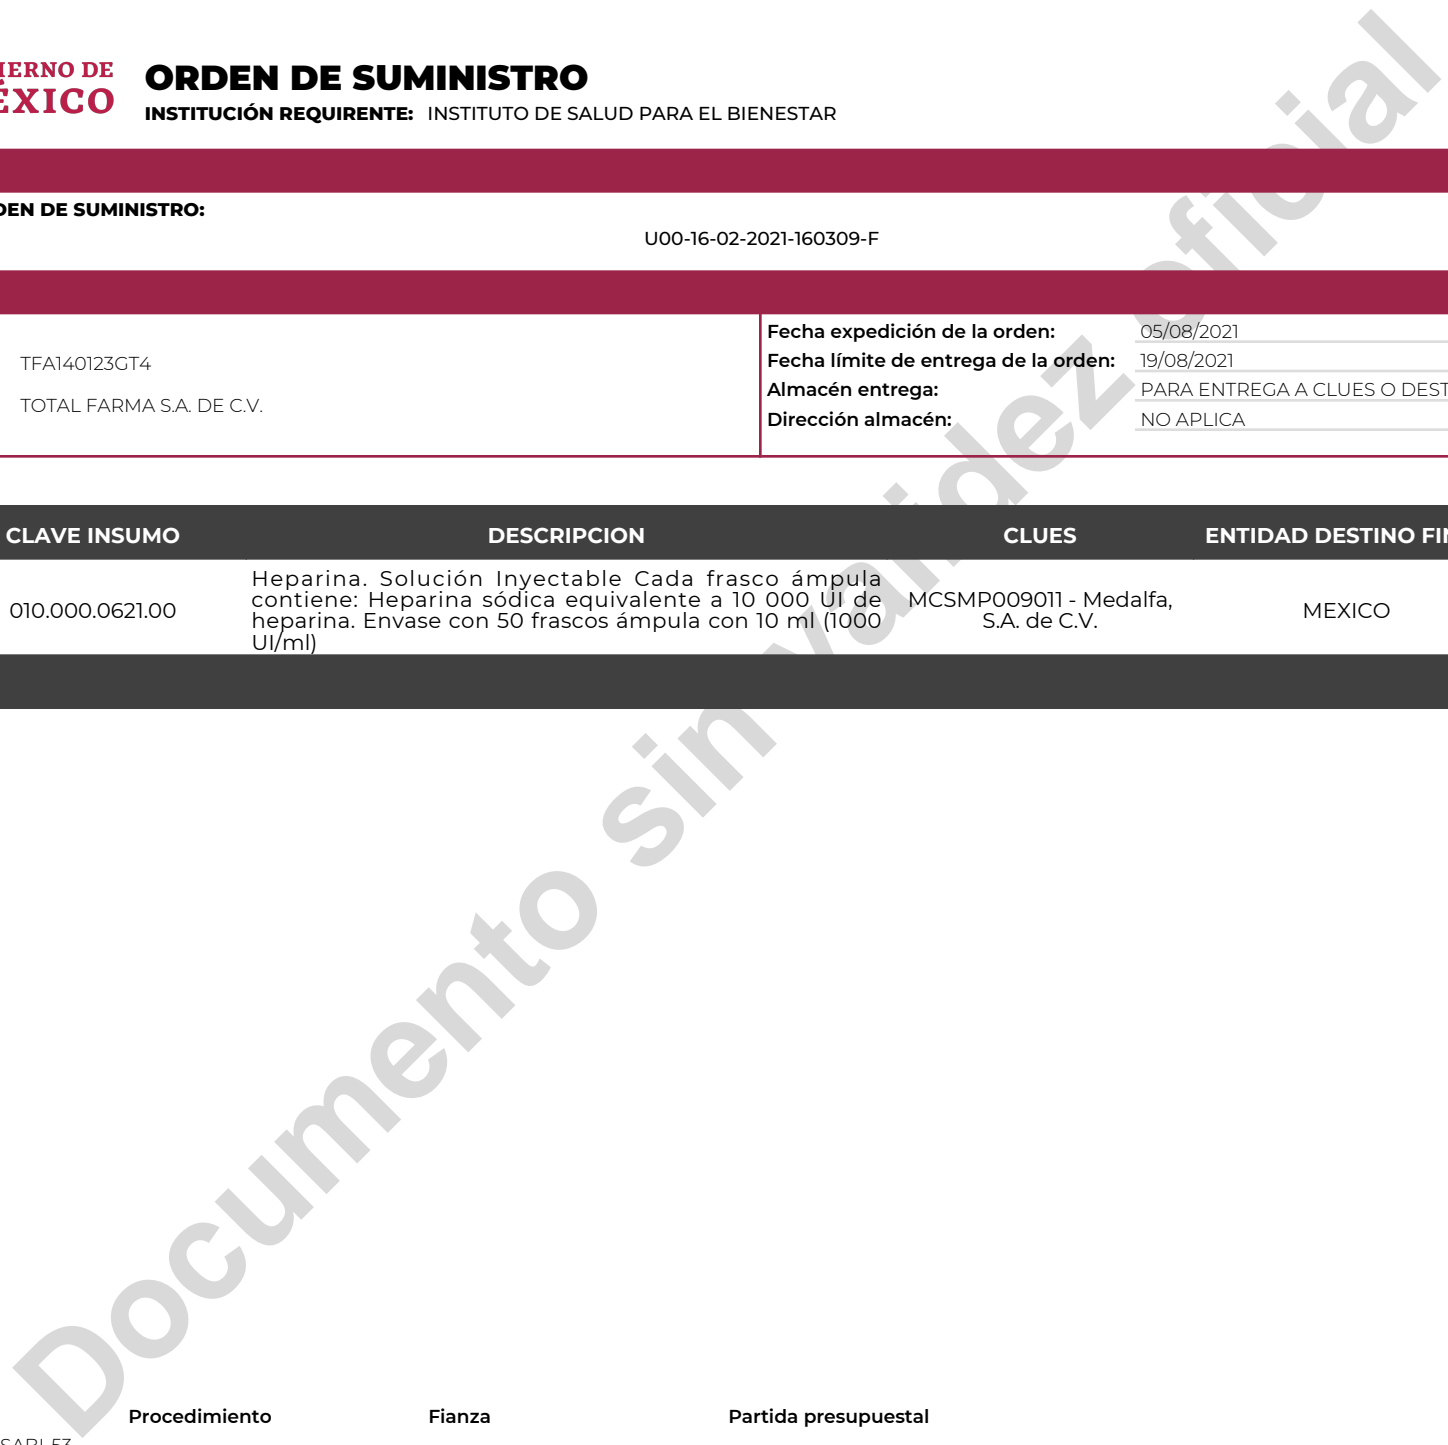 IERNO DE
ÉXICO
ORDEN DE SUMINISTRO
INSTITUCIÓN REQUIRENTE: INSTITUTO DE SALUD PARA EL BIENESTAR
DEN DE SUMINISTRO:
U00-16-02-2021-160309-F
TFA140123GT4
TOTAL FARMA S.A. DE C.V.
Fecha expedición de la orden: 05/08/2021
Fecha límite de entrega de la orden: 19/08/2021
Almacén entrega: PARA ENTREGA A CLUES O DEST
Dirección almacén: NO APLICA
CLAVE INSUMO DESCRIPCION CLUES ENTIDAD DESTINO FIN
010.000.0621.00
Heparina. Solución Inyectable Cada frasco ámpula
contiene: Heparina sódica equivalente a 10 000 UI de
heparina. Envase con 50 frascos ámpula con 10 ml (1000
UI/ml)
MCSMP009011 - Medalfa,
S.A. de C.V.
MEXICO
Documento sin validez oficial
Procedimiento Fianza Partida presupuestal